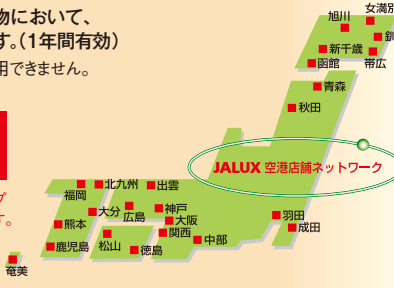 物において、
す。（1年間有効）
用できません。
プ
す。
女満別
旭川
釧
新千歳
函館
帯広
青森
秋田
JALUX 空港店舗ネットワーク
北九州
出雲
福岡
大分
広島
神戸
大阪
羽田
成田
熊本
関西
中部
鹿児島
松山
徳島
奄美